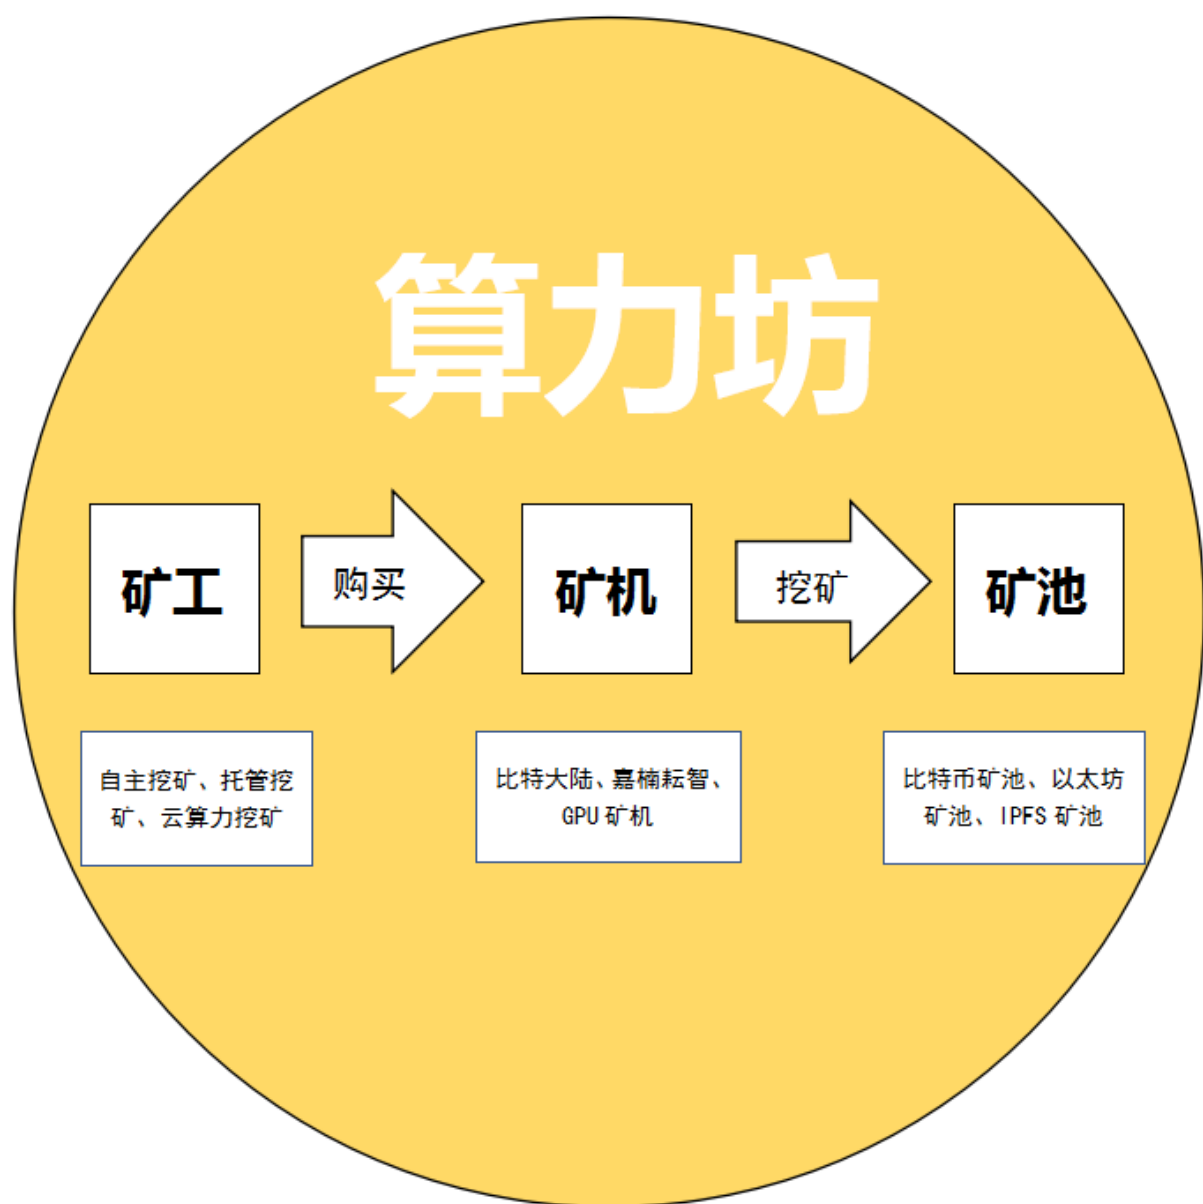 算力坊
矿工
购买
矿机
挖矿
矿池
自主挖矿、托管挖
矿、云算力挖矿
比特大陆、嘉楠耘智、
GPU 矿机
比特币矿池、以太坊
矿池、IPFS 矿池